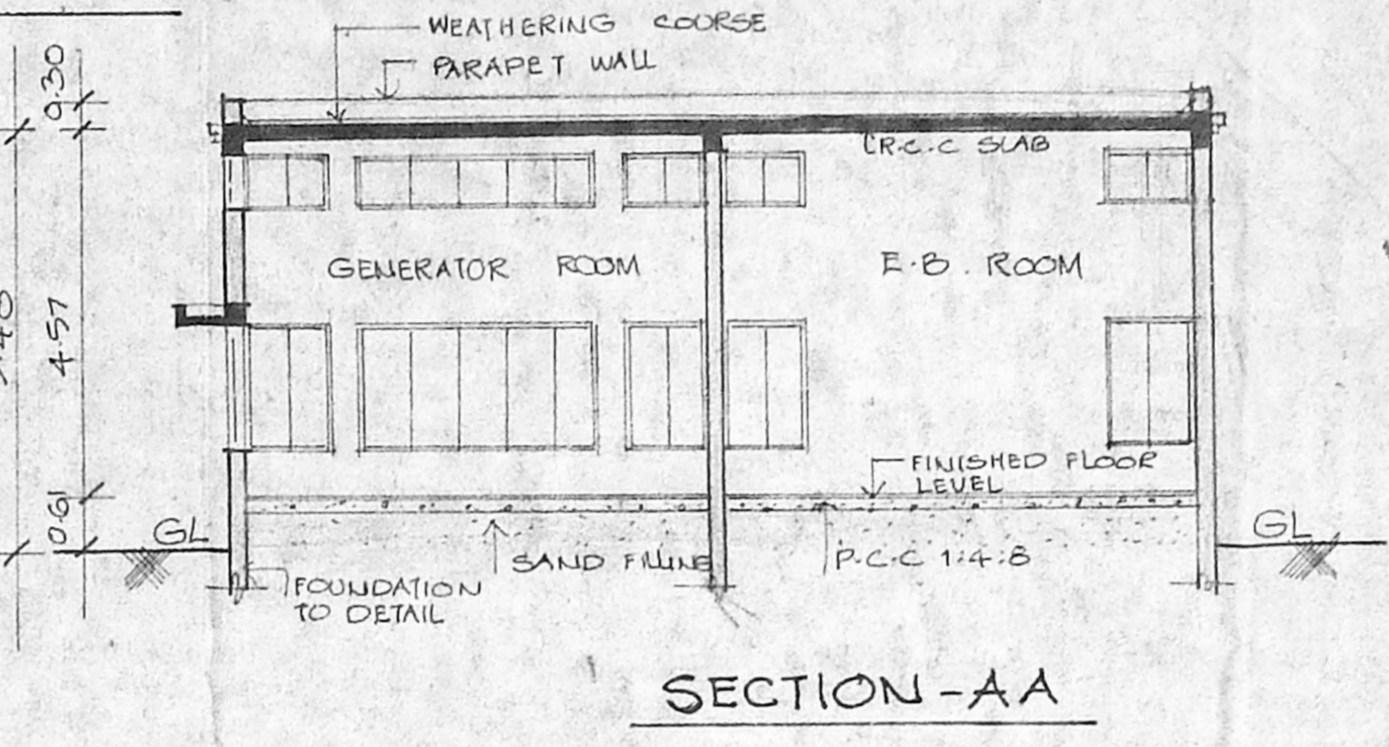 WEATHERING COURSE
PARAPET WALL
0.30
R.C.C SLAB
GENERATOR ROOM
E.B. ROOM
4.57
FINISHED FLOOR
LEVEL
0.61
GL
GL
SAND FILLING
P.C.C 1:4:8
FOUNDATION
TO DETAIL
SECTION-AA